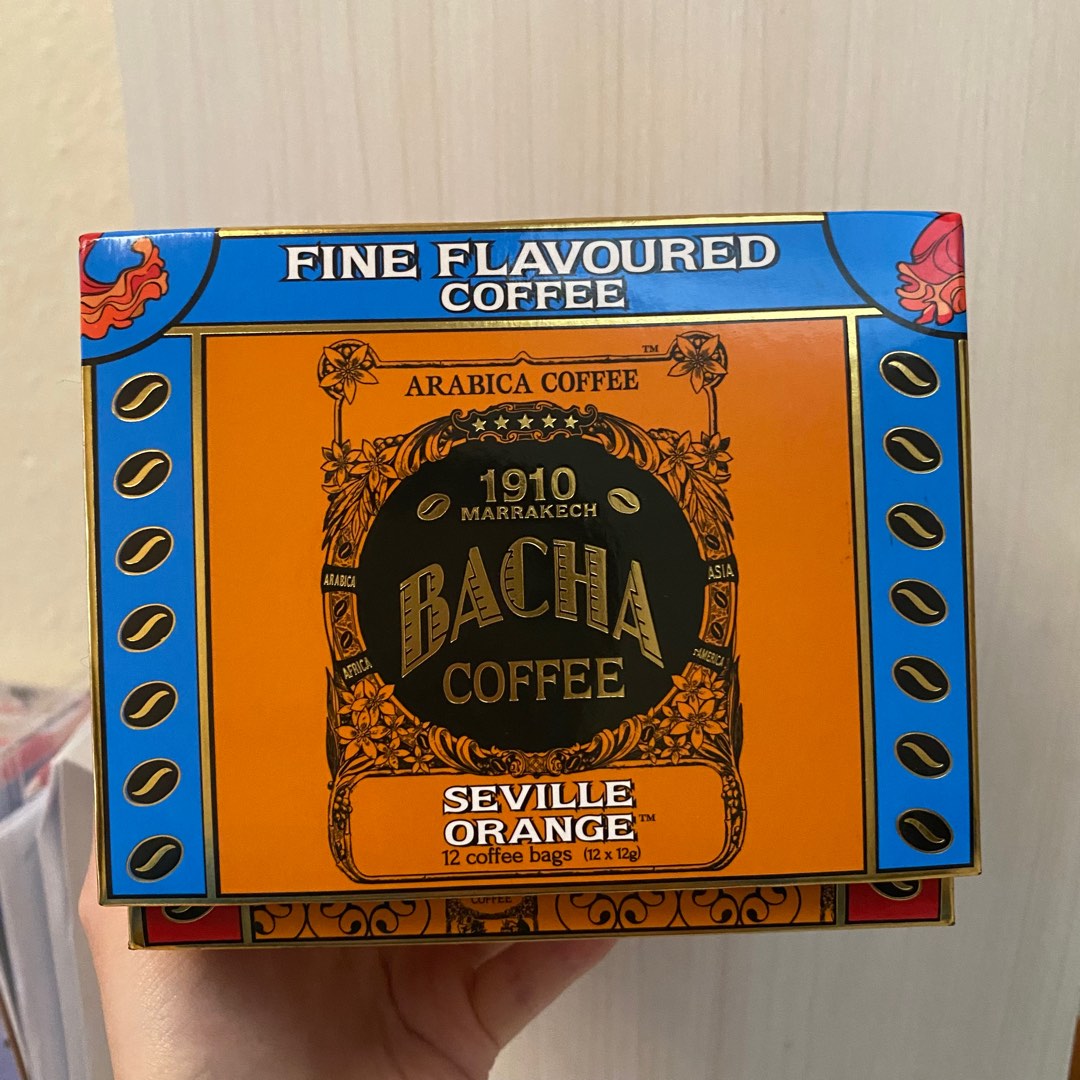 FINE FLAVOURED
COFFEE
™
ARABICA COFFEE
1910
MARRAKECH
ARABICA
ASIA
BACHA
AFRICA
AMERICA
COFFEE
SEVILLE
ORANGE™
12 coffee bags (12 x 12g)
COFFEE